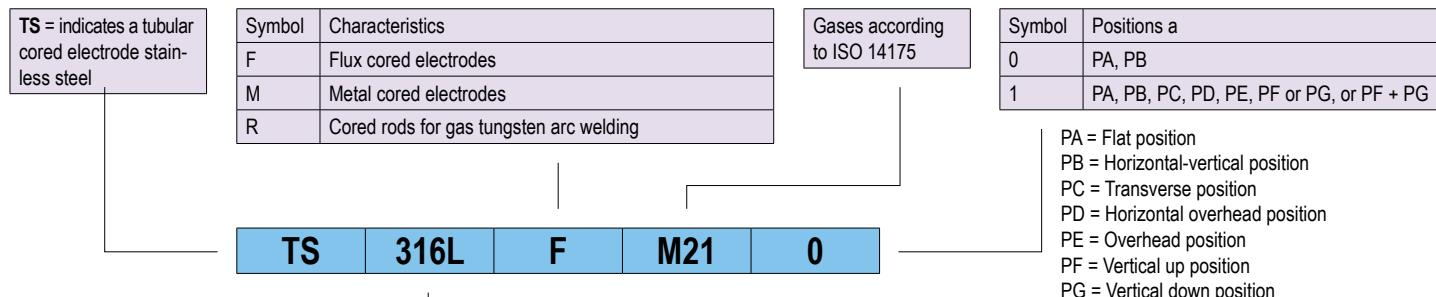 TS = indicates a tubular
cored electrode stain-
less steel
Symbol Characteristics
F Flux cored electrodes
M Metal cored electrodes
R Cored rods for gas tungsten arc welding
Gases according
to ISO 14175
Symbol Positions a
0 PA, PB
1 PA, PB, PC, PD, PE, PF or PG, or PF + PG
PA = Flat position
PB = Horizontal-vertical position
PC = Transverse position
PD = Horizontal overhead position
PE = Overhead position
PF = Vertical up position
PG = Vertical down position
TS 316L F M21 0